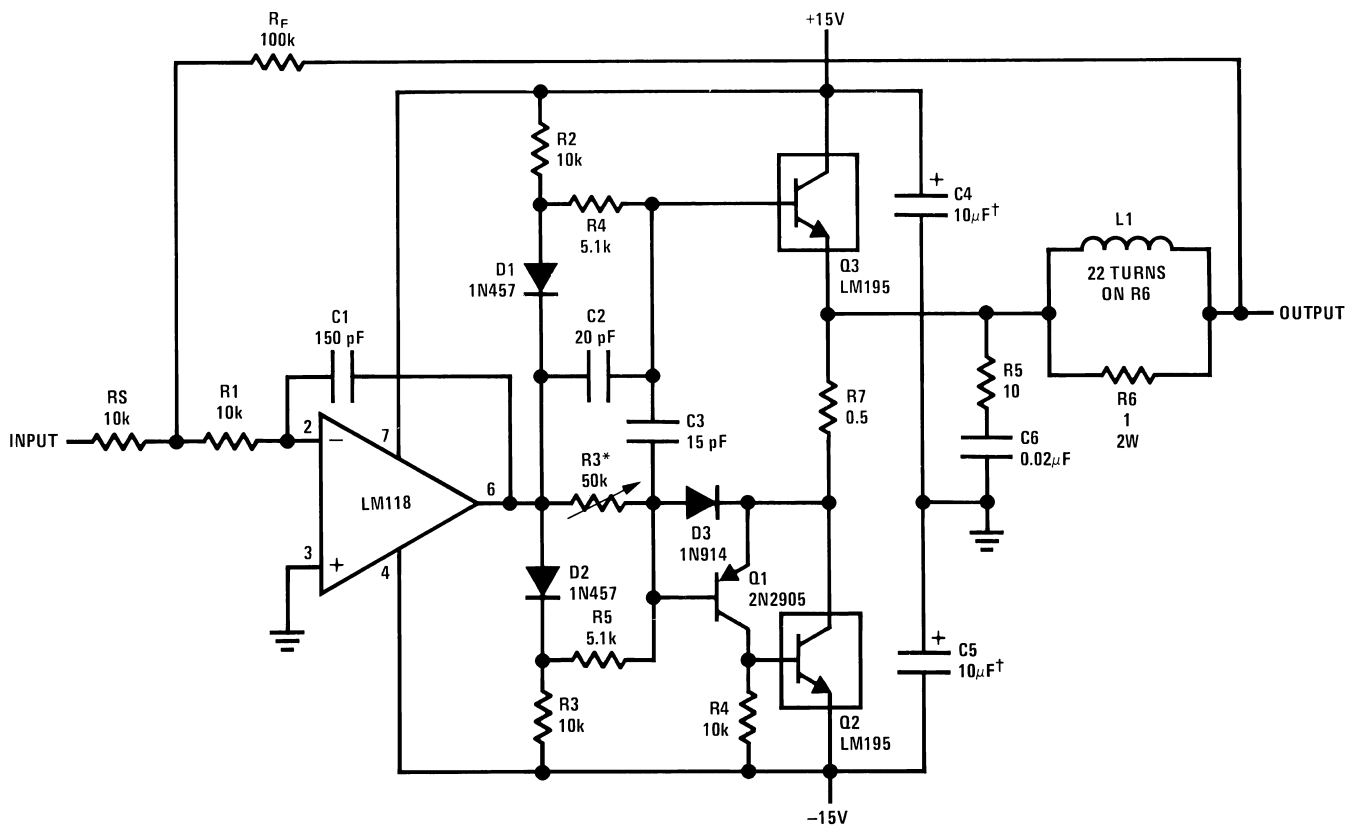 RF
100k
+15V
R2
10k
R4
5.1k
C4
10μF†
+
L1
22 TURNS
ON R6
D1
1N457
Q3
LM195
OUTPUT
C1
150 pF
C2
20 pF
R5
10
R6
1
2W
RS
10k
R1
10k
R7
0.5
INPUT
2
−
7
C3
15 pF
C6
0.02μF
R3*
50k
LM118
6
D3
1N914
3
+
4
D2
1N457
Q1
2N2905
R5
5.1k
+
C5
10μF†
R3
10k
R4
10k
Q2
LM195
−15V